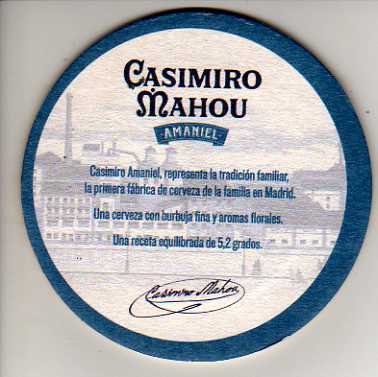 CASIMIRO
MAHOU
AMANIEL
Casimiro Amaniel, representa la tradición familiar,
la primera fábrica de cerveza de la familia en Madrid.
Una cerveza con burbuja fina y aromas florales.
Una receta equilibrada de 5,2 grados.
Casimiro Mahou